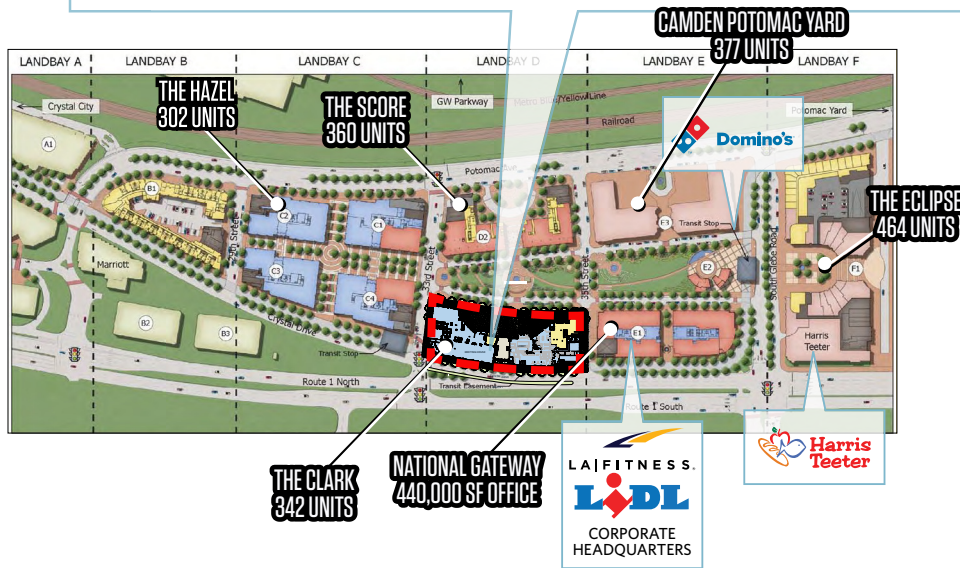 CAMDEN POTOMAC YARD
377 UNITS
LANDBAY A
LANDBAY B
LANDBAY C
LANDBAY D
LANDBAY E
LANDBAY F
THE HAZEL
302 UNITS
THE SCORE
360 UNITS
Crystal City
GW Parkway
Metro Blue/Yellow Line
Railroad
Potomac Yard
Domino's
A1
B1
Potomac
C2
C1
D2
E3
Transit Stop
THE ECLIPSE
464 UNITS
29th Street
33rd Street
35th Street
South Glebe Road
Marriott
C3
C4
E2
F1
B2
B3
Crystal Drive
Transit Stop
E1
Harris
Teeter
Route 1 North
Transit Easement
Route 1 South
THE CLARK
342 UNITS
NATIONAL GATEWAY
440,000 SF OFFICE
LA|FITNESS.
LIDL
CORPORATE
HEADQUARTERS
Harris
Teeter